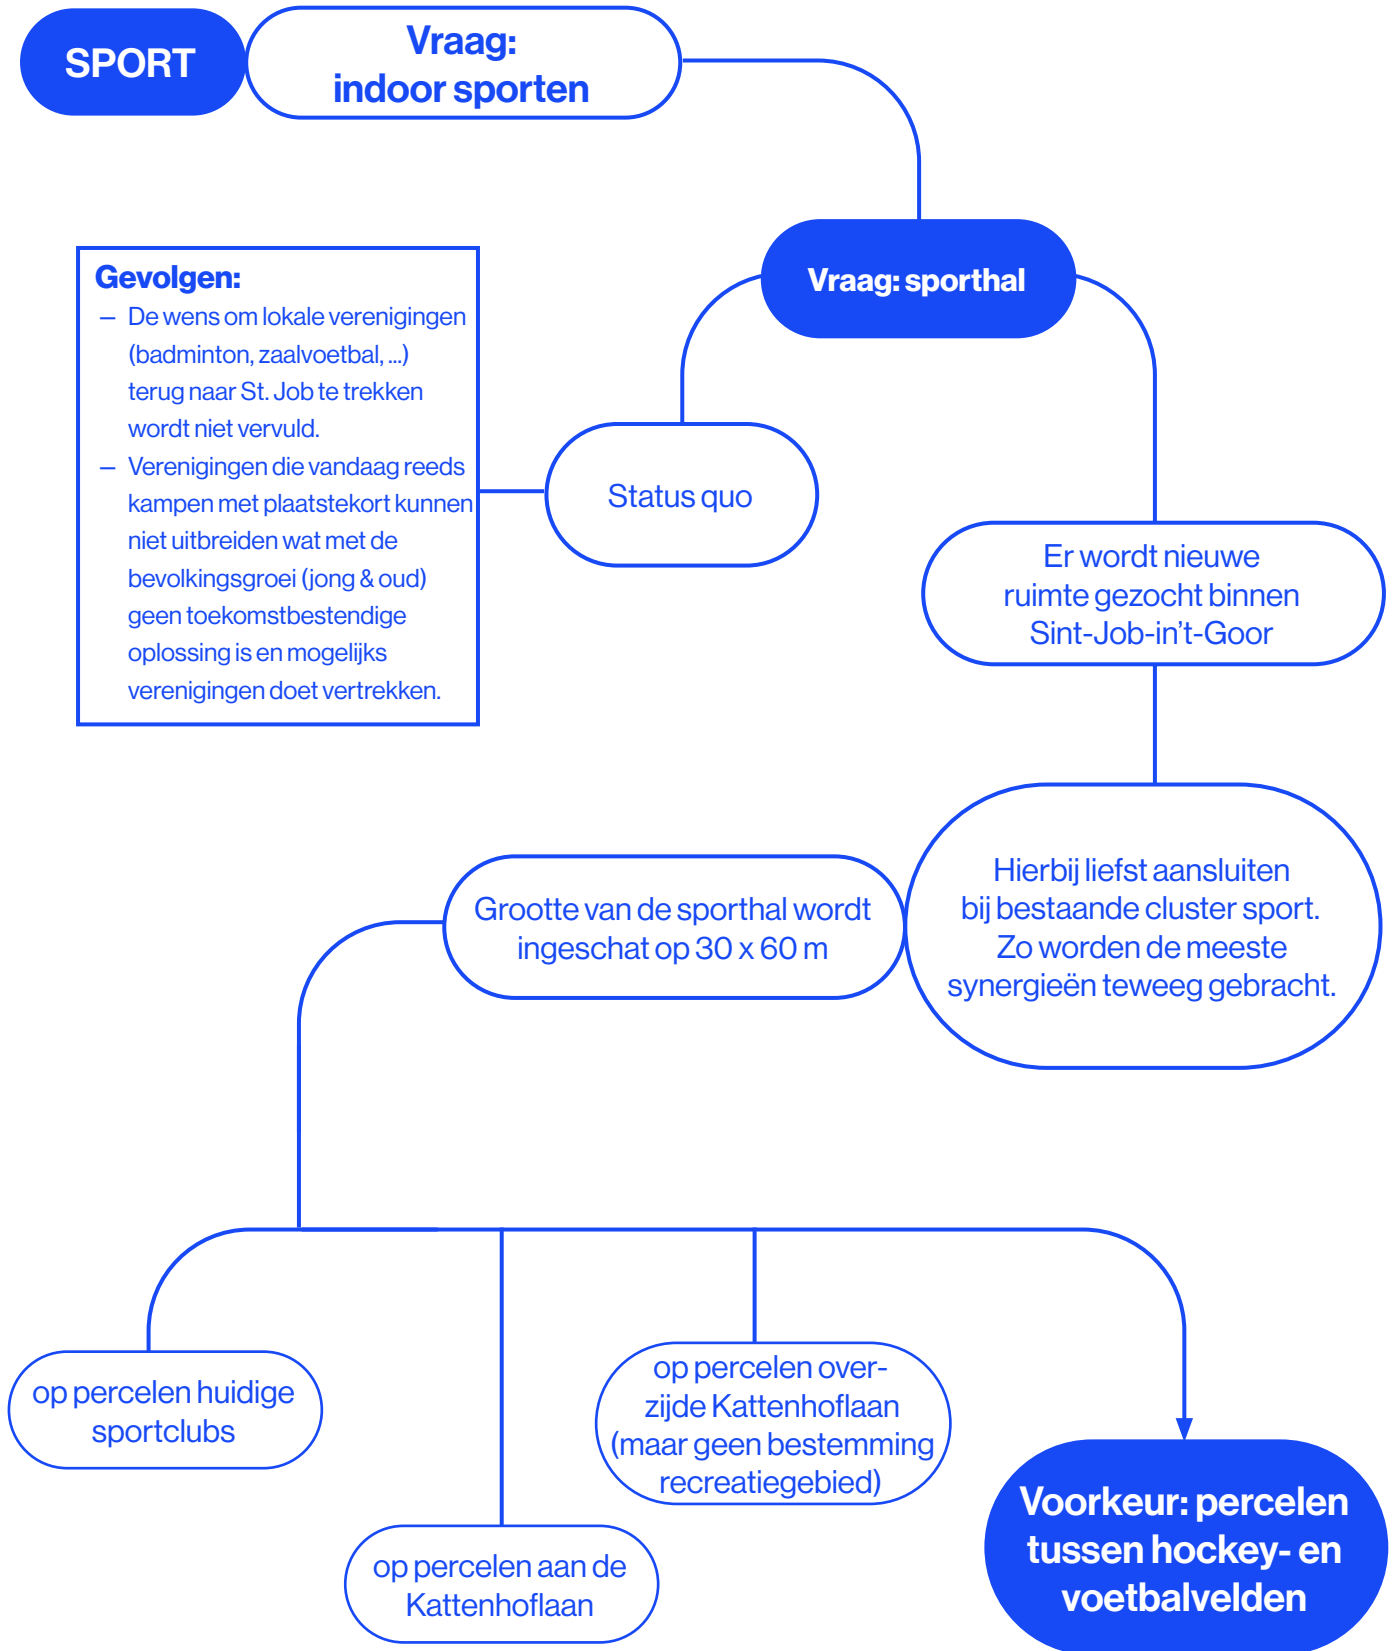 SPORT
Vraag:
indoor sporten
Vraag: sporthal
Gevolgen:
– De wens om lokale verenigingen
(badminton, zaalvoetbal, ...)
terug naar St. Job te trekken
wordt niet vervuld.
– Verenigingen die vandaag reeds
kampen met plaatstekort kunnen
niet uitbreiden wat met de
bevolkingsgroei (jong & oud)
geen toekomstbestendige
oplossing is en mogelijks
verenigingen doet vertrekken.
Status quo
Er wordt nieuwe
ruimte gezocht binnen
Sint-Job-in’t-Goor
Grootte van de sporthal wordt
ingeschat op 30 x 60 m
Hierbij liefst aansluiten
bij bestaande cluster sport.
Zo worden de meeste
synergieën teweeg gebracht.
op percelen huidige
sportclubs
op percelen aan de
Kattenhoflaan
op percelen over-
zijde Kattenhoflaan
(maar geen bestemming
recreatiegebied)
Voorkeur: percelen
tussen hockey- en
voetbalvelden